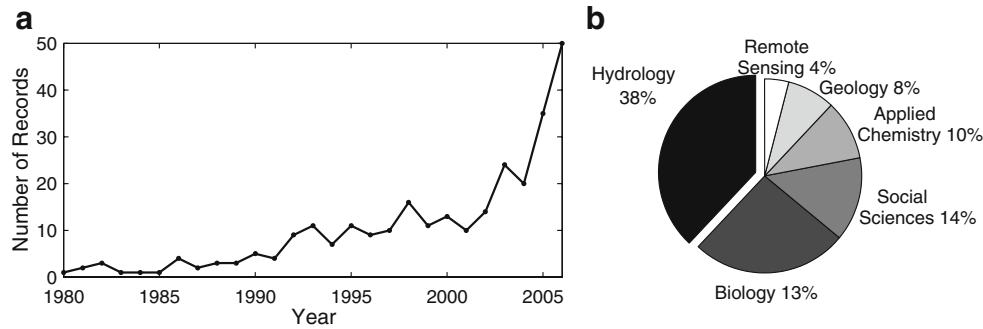 a
50
40
30
20
10
0
Number of Records
1980
1985
1990
1995
2000
2005
Year
b
Remote
Sensing 4%
Geology 8%
Applied
Chemistry 10%
Social
Sciences 14%
Biology 13%
Hydrology
38%